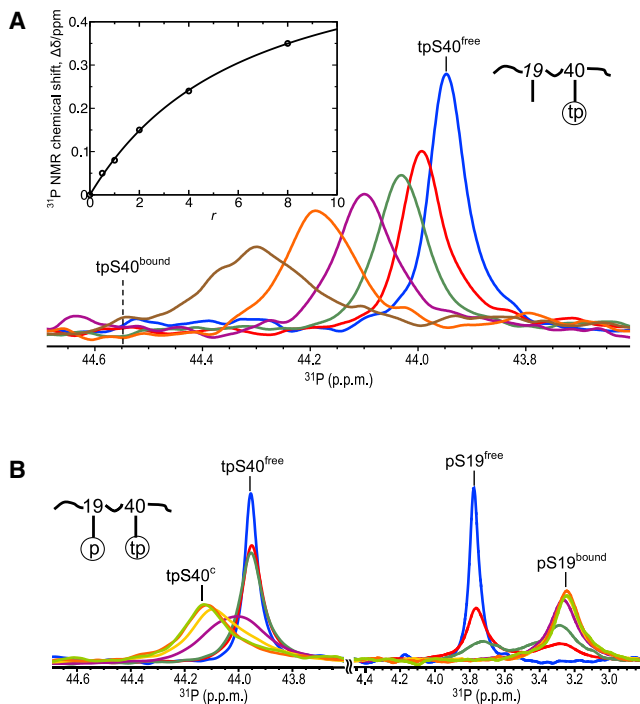 A
³¹P NMR chemical shift, Δδ/ppm
0.4
0.3
0.2
0.1
0
0 2 4 6 8 10
r
tpS40ᶠʳᵉᵉ
19 40
tp
tpS40ᵇᵒᵘⁿᵈ
44.6 44.4 44.2 44.0 43.8
³¹P (p.p.m.)
B
19 40
p tp
tpS40ᶠʳᵉᵉ
tpS40ᶜ
pS19ᶠʳᵉᵉ
pS19ᵇᵒᵘⁿᵈ
44.6 44.4 44.2 44.0 43.8 4.4 4.2 4.0 3.8 3.6 3.4 3.2 3.0
³¹P (p.p.m.) ³¹P (p.p.m.)